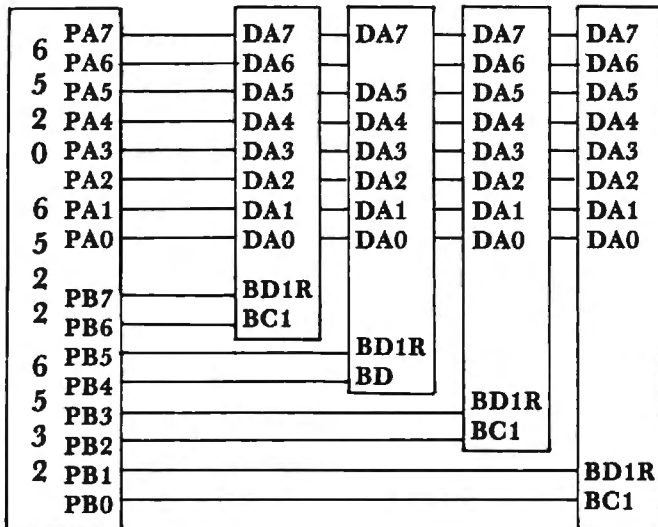 PA7 DA7 DA7 DA7 DA7
6 PA6 DA6 DA6 DA6
5 PA5 DA5 DA5 DA5 DA5
2 PA4 DA4 DA4 DA4 DA4
0 PA3 DA3 DA3 DA3 DA3
PA2 DA2 DA2 DA2 DA2
6 PA1 DA1 DA1 DA1 DA1
5 PA0 DA0 DA0 DA0 DA0
2 PB7 BD1R
2 PB6 BC1
PB5 BD1R
6 PB4 BD
5 PB3 BD1R
3 PB2 BC1
2 PB1 BD1R
PB0 BC1